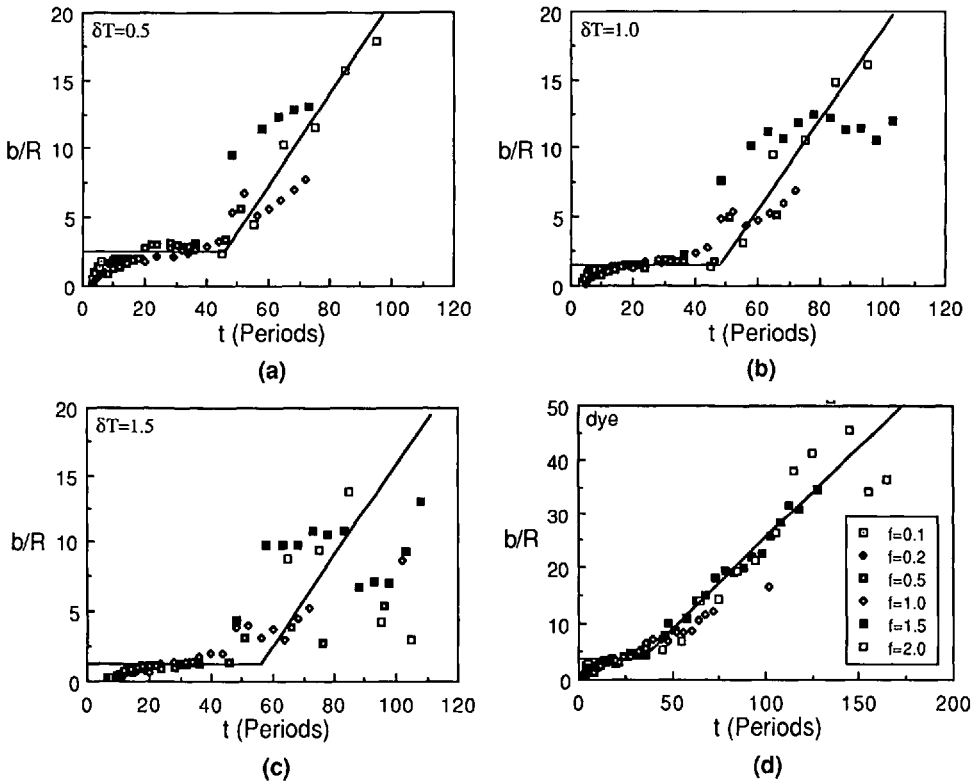 δT=0.5
20
15
10
5
0
b/R
0 20 40 60 80 100 120
t (Periods)
(a)
δT=1.0
20
15
10
5
0
b/R
0 20 40 60 80 100 120
t (Periods)
(b)
δT=1.5
20
15
10
5
0
b/R
0 20 40 60 80 100 120
t (Periods)
(c)
dye
50
40
30
20
10
0
b/R
0 50 100 150 200
t (Periods)
f=0.1
f=0.2
f=0.5
f=1.0
f=1.5
f=2.0
(d)